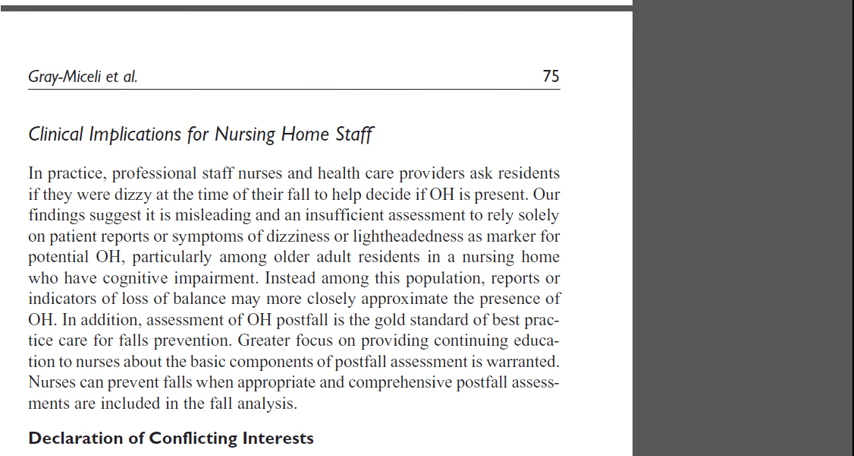 Gray-Miceli et al. 75
Clinical Implications for Nursing Home Staff
In practice, professional staff nurses and health care providers ask residents
if they were dizzy at the time of their fall to help decide if OH is present. Our
findings suggest it is misleading and an insufficient assessment to rely solely
on patient reports or symptoms of dizziness or lightheadedness as marker for
potential OH, particularly among older adult residents in a nursing home
who have cognitive impairment. Instead among this population, reports or
indicators of loss of balance may more closely approximate the presence of
OH. In addition, assessment of OH postfall is the gold standard of best prac-
tice care for falls prevention. Greater focus on providing continuing educa-
tion to nurses about the basic components of postfall assessment is warranted.
Nurses can prevent falls when appropriate and comprehensive postfall assess-
ments are included in the fall analysis.
Declaration of Conflicting Interests